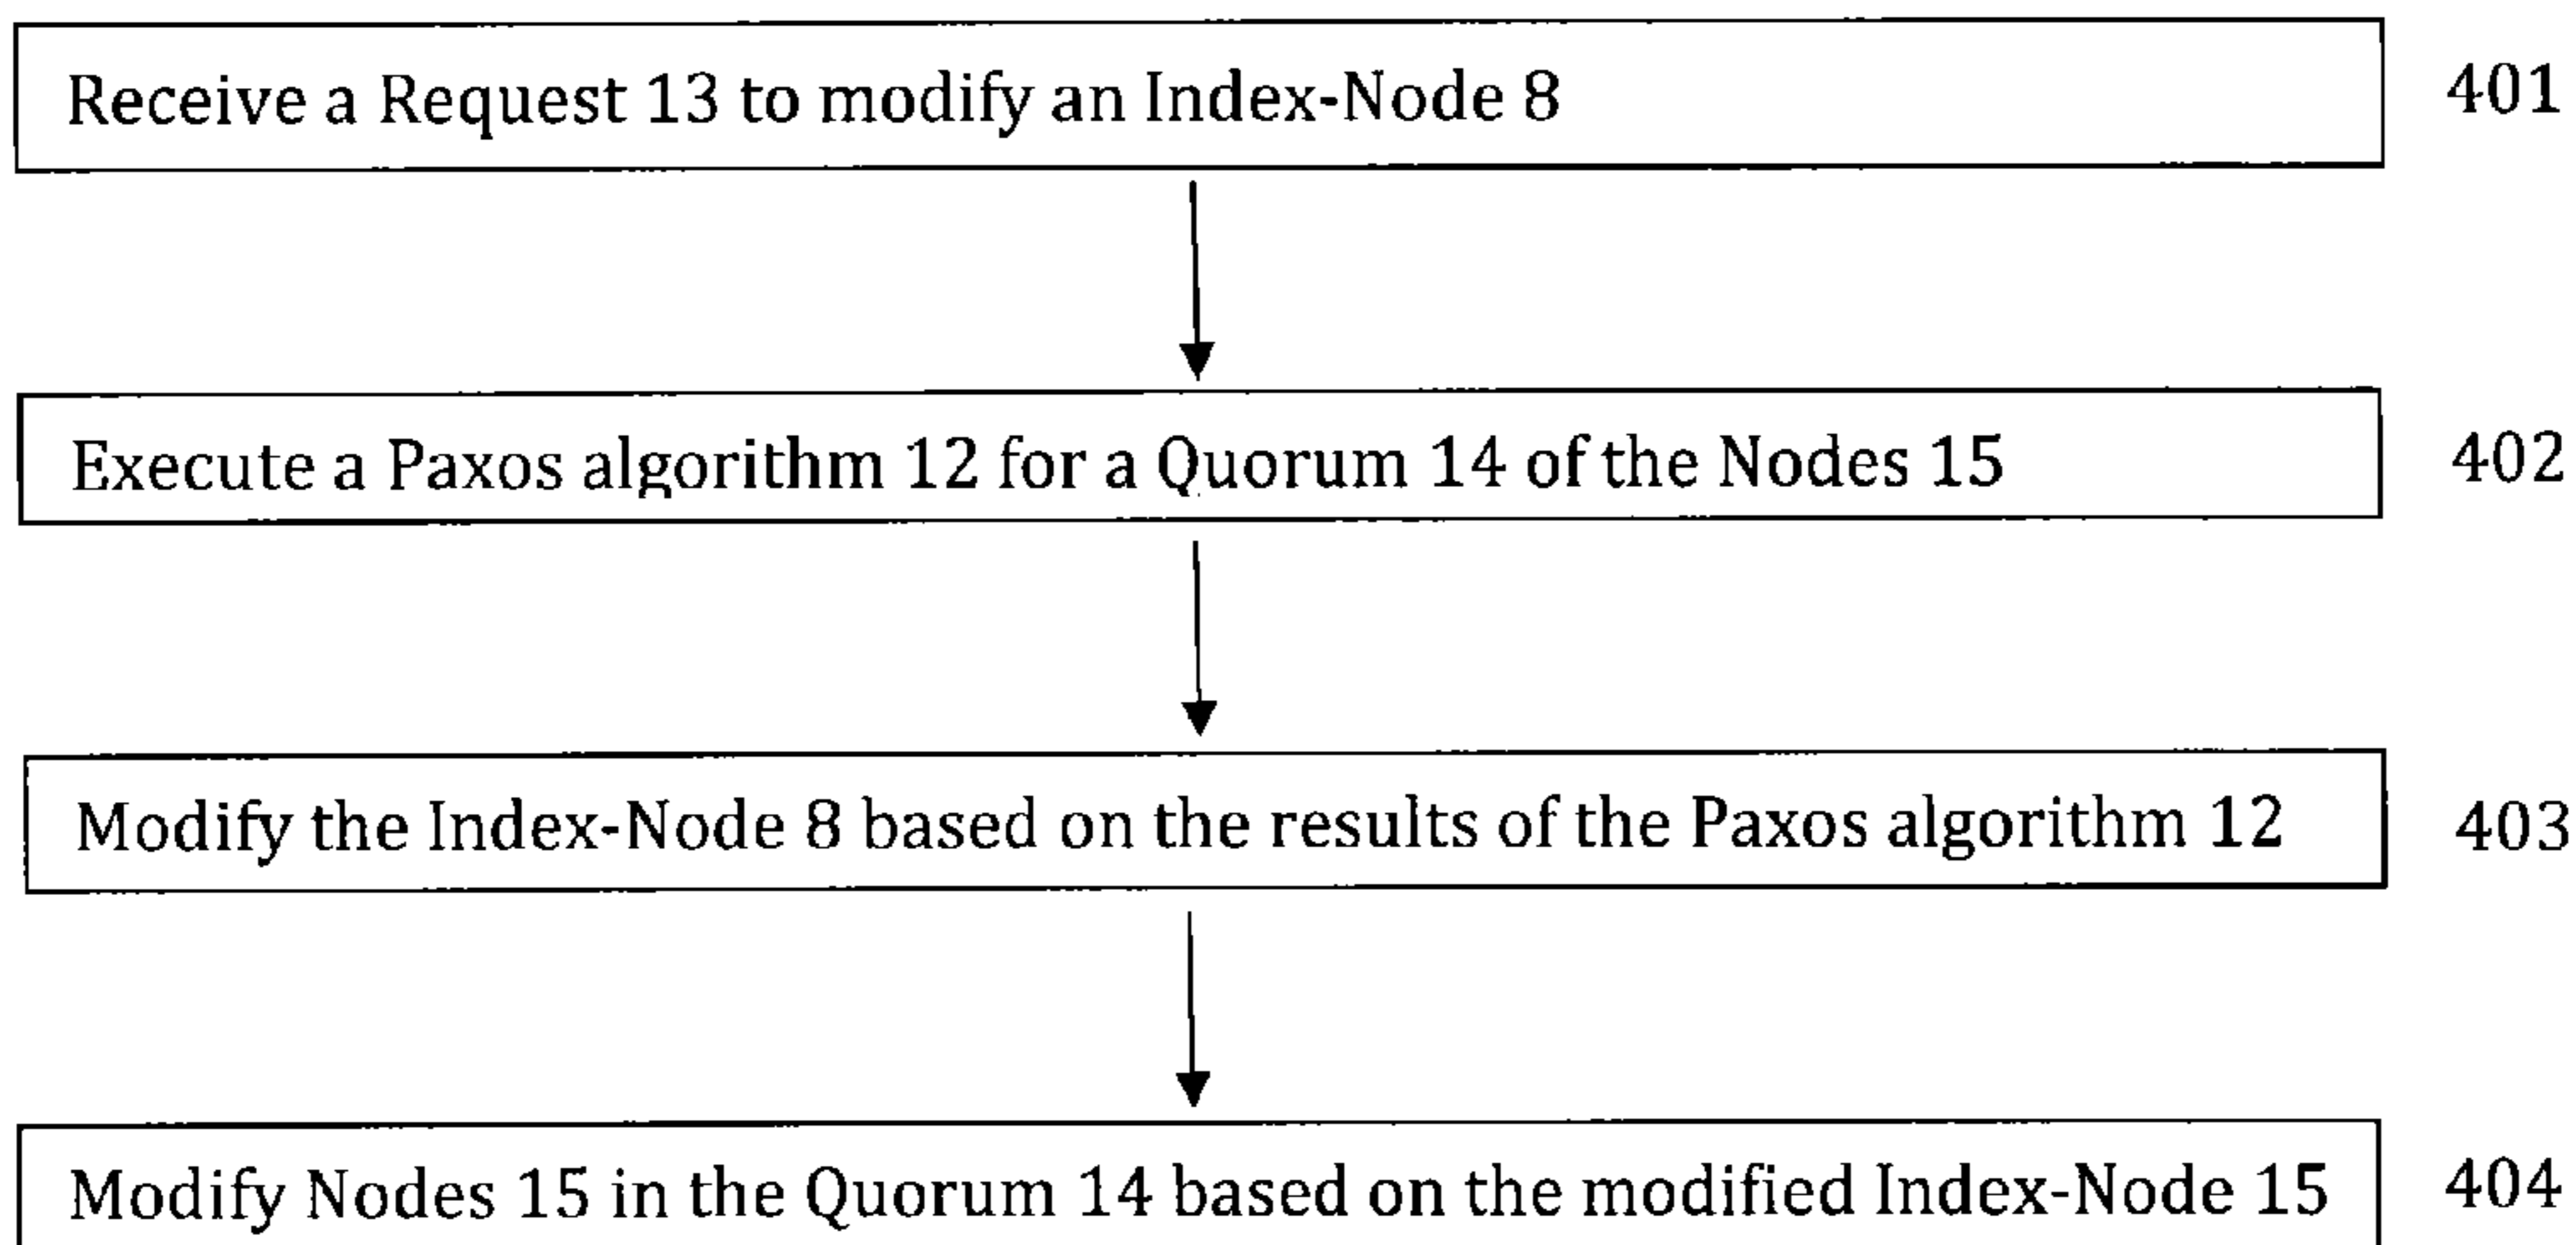 Receive a Request 13 to modify an Index-Node 8 401
Execute a Paxos algorithm 12 for a Quorum 14 of the Nodes 15 402
Modify the Index-Node 8 based on the results of the Paxos algorithm 12 403
Modify Nodes 15 in the Quorum 14 based on the modified Index-Node 15 404